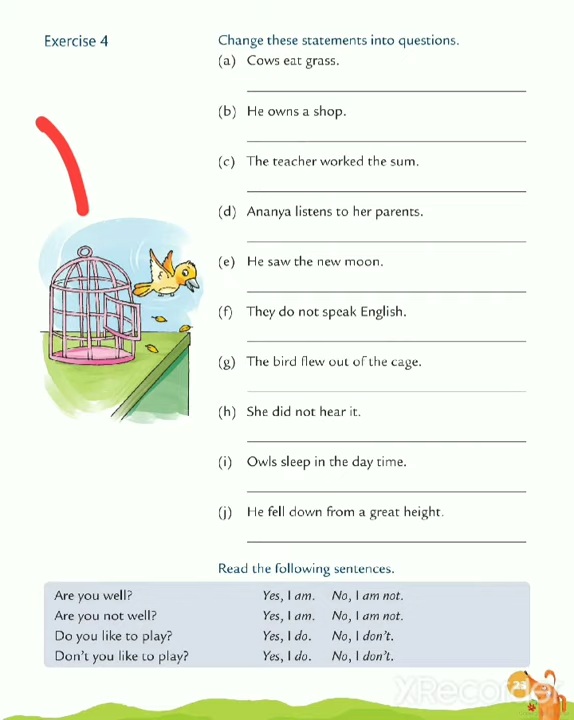 Exercise 4
Change these statements into questions.
(a) Cows eat grass.
(b) He owns a shop.
(c) The teacher worked the sum.
(d) Ananya listens to her parents.
(e) He saw the new moon.
(f) They do not speak English.
(g) The bird flew out of the cage.
(h) She did not hear it.
(i) Owls sleep in the day time.
(j) He fell down from a great height.
Read the following sentences.
Are you well? Yes, I am. No, I am not.
Are you not well? Yes, I am. No, I am not.
Do you like to play? Yes, I do. No, I don't.
Don't you like to play? Yes, I do. No, I don't.
23
XRecorder